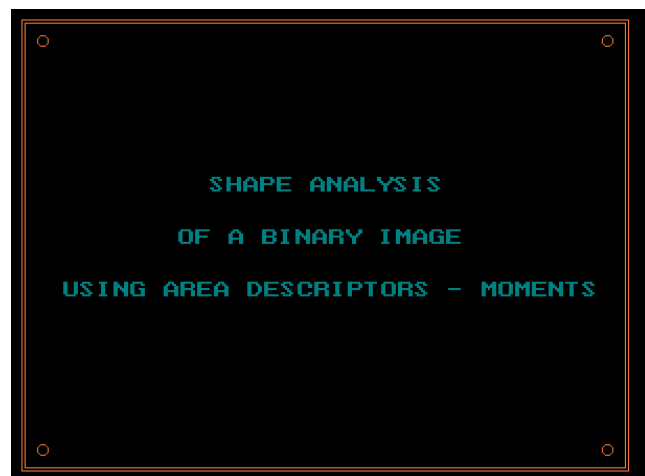 SHAPE ANALYSIS
OF A BINARY IMAGE
USING AREA DESCRIPTORS - MOMENTS